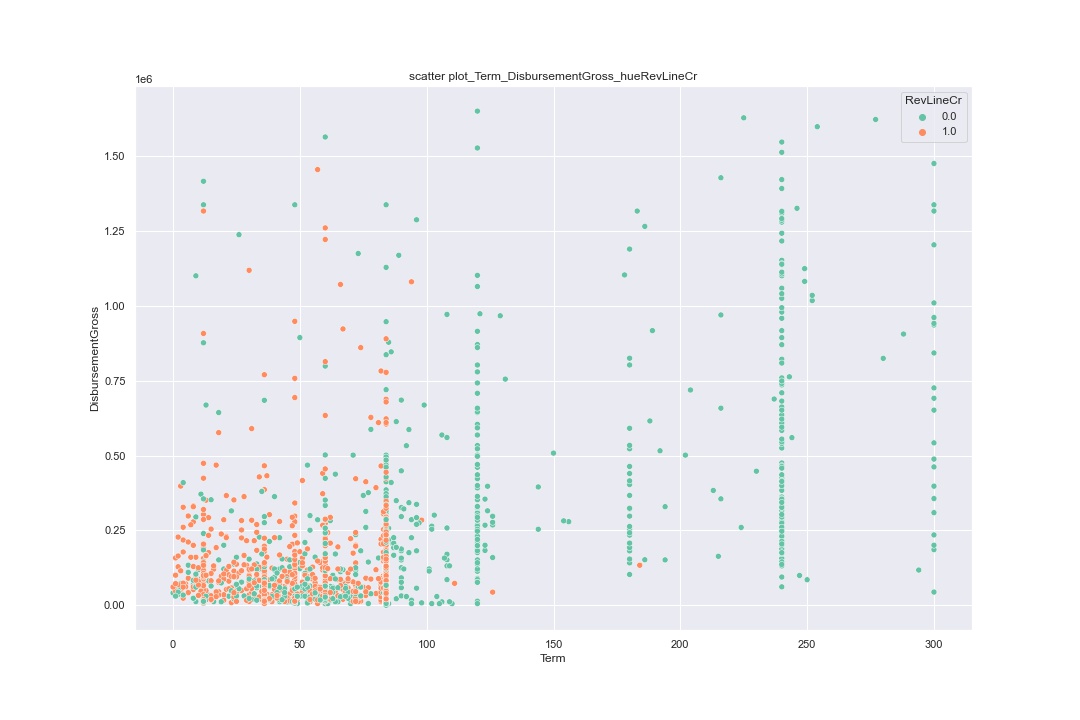 scatter plot_Term_DisbursementGross_hueRevLineCr
1e6
RevLineCr
0.0
1.0
1.50
1.25
1.00
0.75
0.50
0.25
0.00
DisbursementGross
0 50 100 150 200 250 300
Term